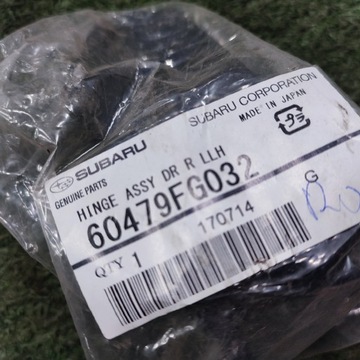 SUBARU
SUBARU CORPORATION
GENUINE PARTS
MADE IN JAPAN
HINGE ASSY DR R LLH
60479FG032
170714
G
QTY 1